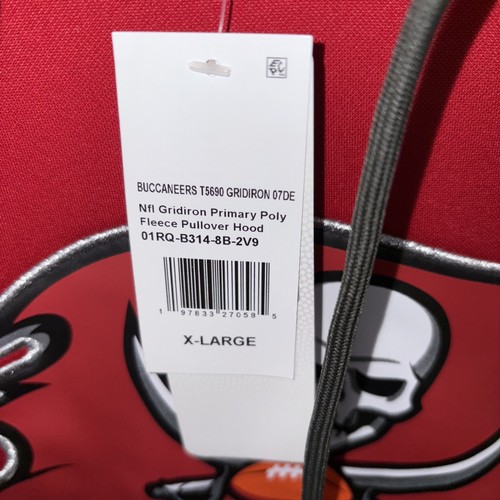 BUCCANEERS T5690 GRIDIRON 07DE
Nfl Gridiron Primary Poly
Fleece Pullover Hood
01RQ-B314-8B-2V9
1 97833 27058 5
X-LARGE